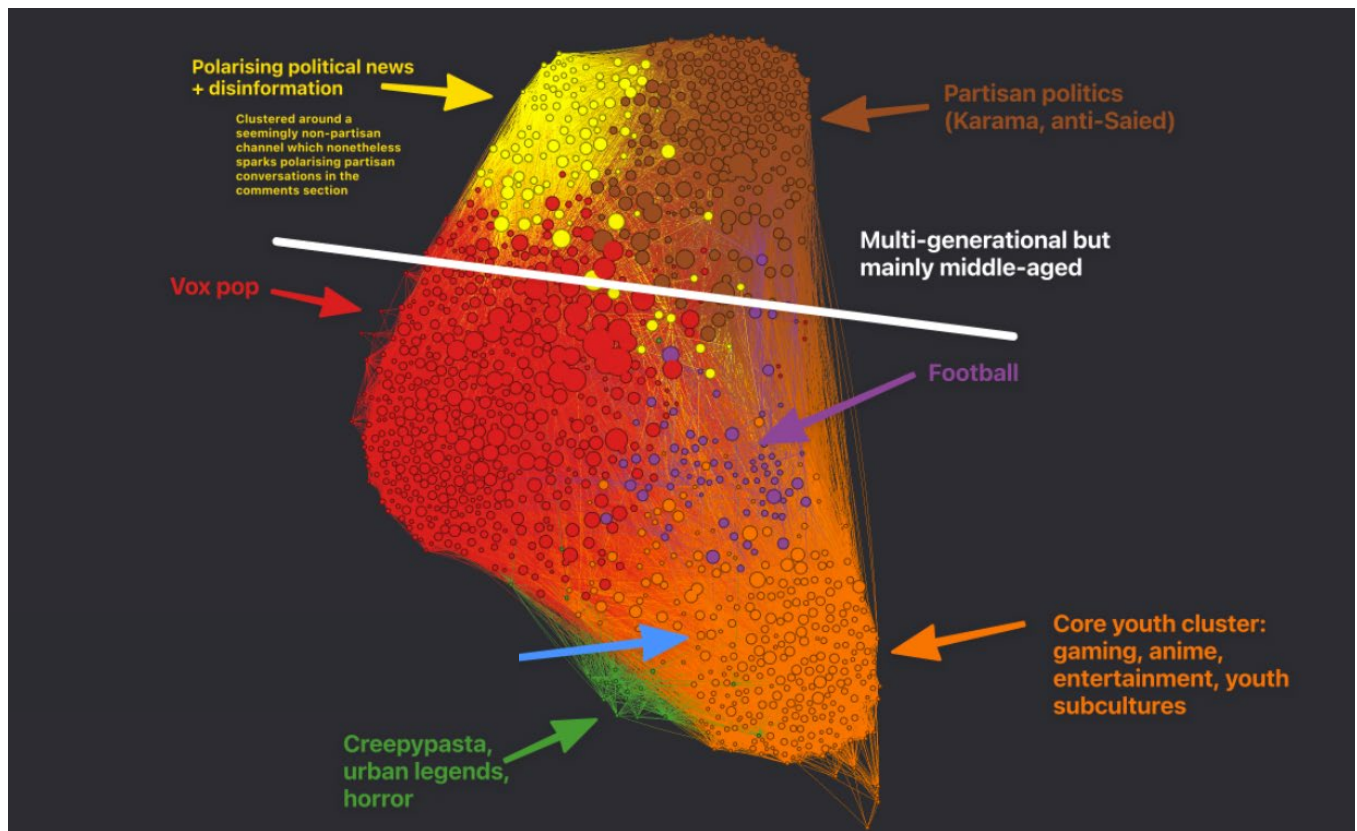 Polarising political news
+ disinformation
Clustered around a
seemingly non-partisan
channel which nonetheless
sparks polarising partisan
conversations in the
comments section
Partisan politics
(Karama, anti-Saied)
Multi-generational but
mainly middle-aged
Vox pop
Football
Core youth cluster:
gaming, anime,
entertainment, youth
subcultures
Creepypasta,
urban legends,
horror